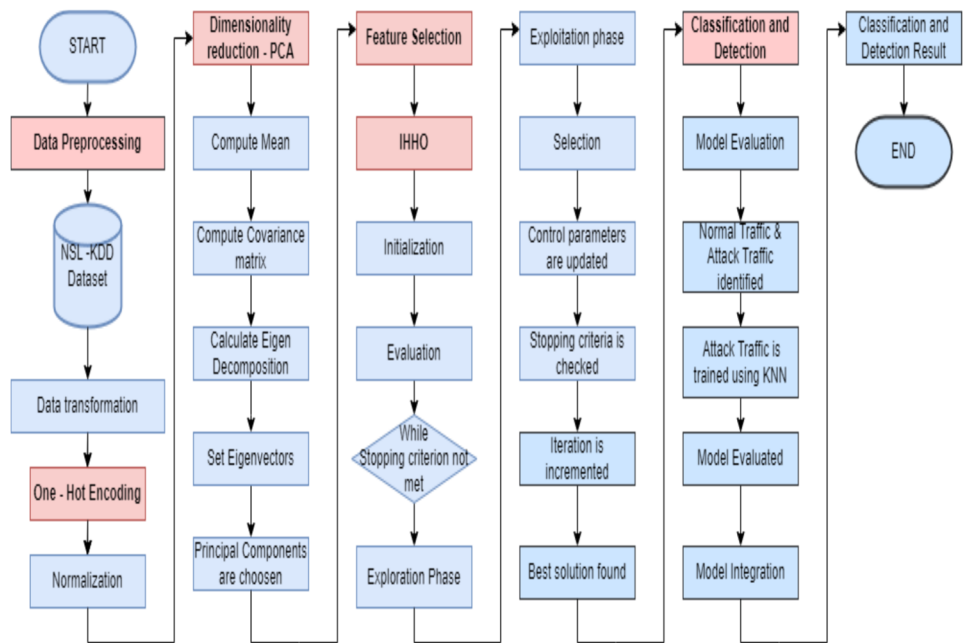 START
Data Preprocessing
NSL -KDD
Dataset
Data transformation
One - Hot Encoding
Normalization
Dimensionality
reduction - PCA
Compute Mean
Compute Covariance
matrix
Calculate Eigen
Decomposition
Set Eigenvectors
Principal Components
are choosen
Feature Selection
IHHO
Initialization
Evaluation
While
Stopping criterion not
met
Exploration Phase
Exploitation phase
Selection
Control parameters
are updated
Stopping criteria is
checked
Iteration is
incremented
Best solution found
Classification and
Detection
Model Evaluation
Normal Traffic &
Attack Traffic
identified
Attack Traffic is
trained using KNN
Model Evaluated
Model Integration
Classification and
Detection Result
END